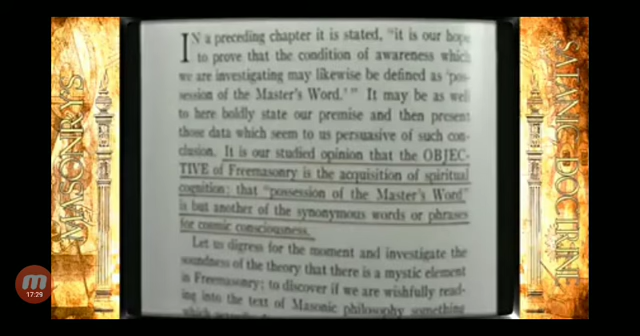 MASONRY'S
SATANIC DOCTRINE
IN a preceding chapter it is stated, "it is our hope
to prove that the condition of awareness which
we are investigating may likewise be defined as 'pos-
session of the Master's Word.'" It may be as well
to here boldly state our premise and then present
those data which seem to us persuasive of such con-
clusion. It is our studied opinion that the OBJEC-
TIVE of Freemasonry is the acquisition of spiritual
cognition; that "possession of the Master's Word"
is but another of the synonymous words or phrases
for cosmic consciousness.
Let us digress for the moment and investigate the
soundness of the theory that there is a mystic element
in Freemasonry; to discover if we are wishfully read-
ing into the text of Masonic philosophy something
which
17:29